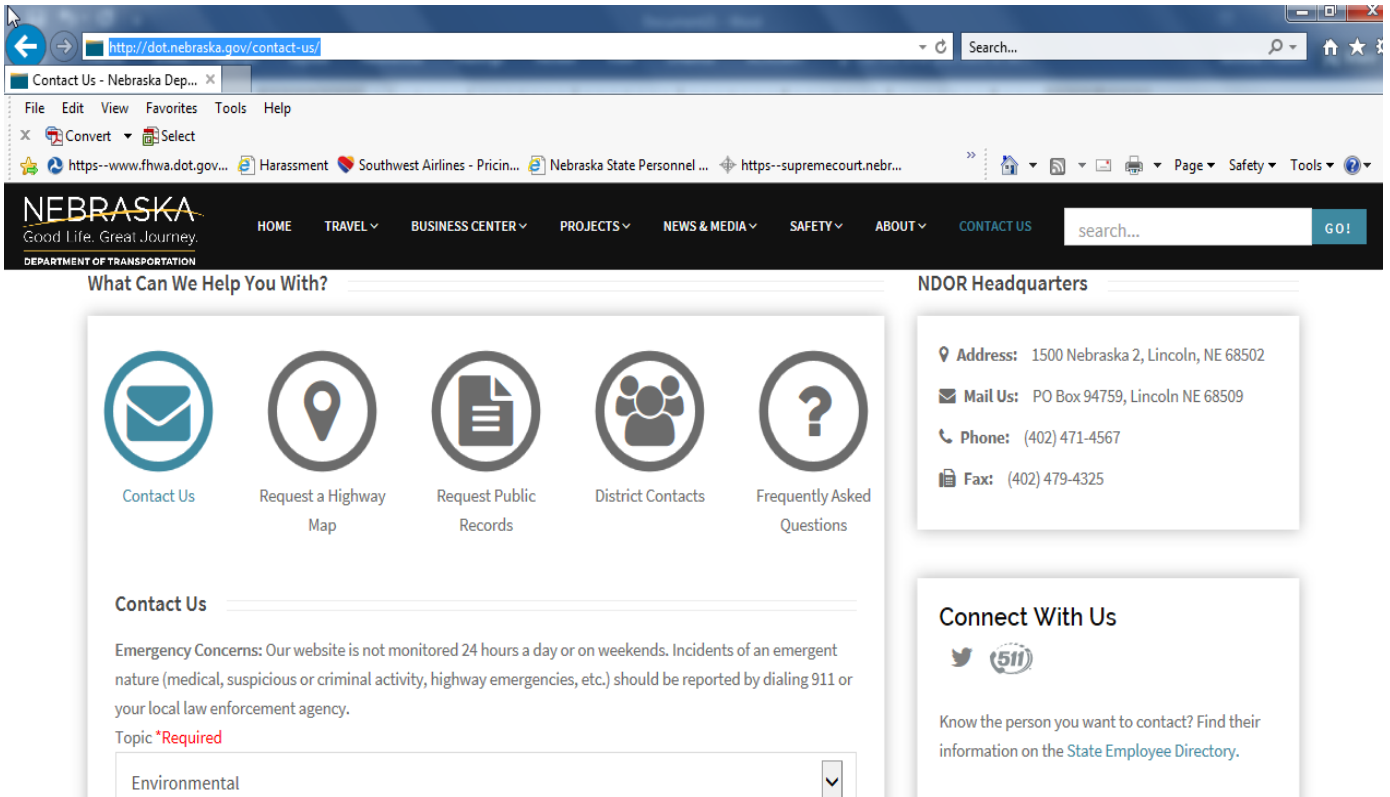 http://dot.nebraska.gov/contact-us/
Search...
Contact Us - Nebraska Dep...
File Edit View Favorites Tools Help
x Convert Select
https--www.fhwa.dot.gov... Harassment Southwest Airlines - Pricin... Nebraska State Personnel ... https--supremecourt.nebr... » Page Safety Tools
NEBRASKA
Good Life. Great Journey.
DEPARTMENT OF TRANSPORTATION
HOME TRAVEL BUSINESS CENTER PROJECTS NEWS & MEDIA SAFETY ABOUT CONTACT US search... GO!
What Can We Help You With?
Contact Us
Request a Highway
Map
Request Public
Records
District Contacts
Frequently Asked
Questions
Contact Us
Emergency Concerns: Our website is not monitored 24 hours a day or on weekends. Incidents of an emergent
nature (medical, suspicious or criminal activity, highway emergencies, etc.) should be reported by dialing 911 or
your local law enforcement agency.
Topic *Required
Environmental
NDOR Headquarters
Address: 1500 Nebraska 2, Lincoln, NE 68502
Mail Us: PO Box 94759, Lincoln NE 68509
Phone: (402) 471-4567
Fax: (402) 479-4325
Connect With Us
511
Know the person you want to contact? Find their
information on the State Employee Directory.